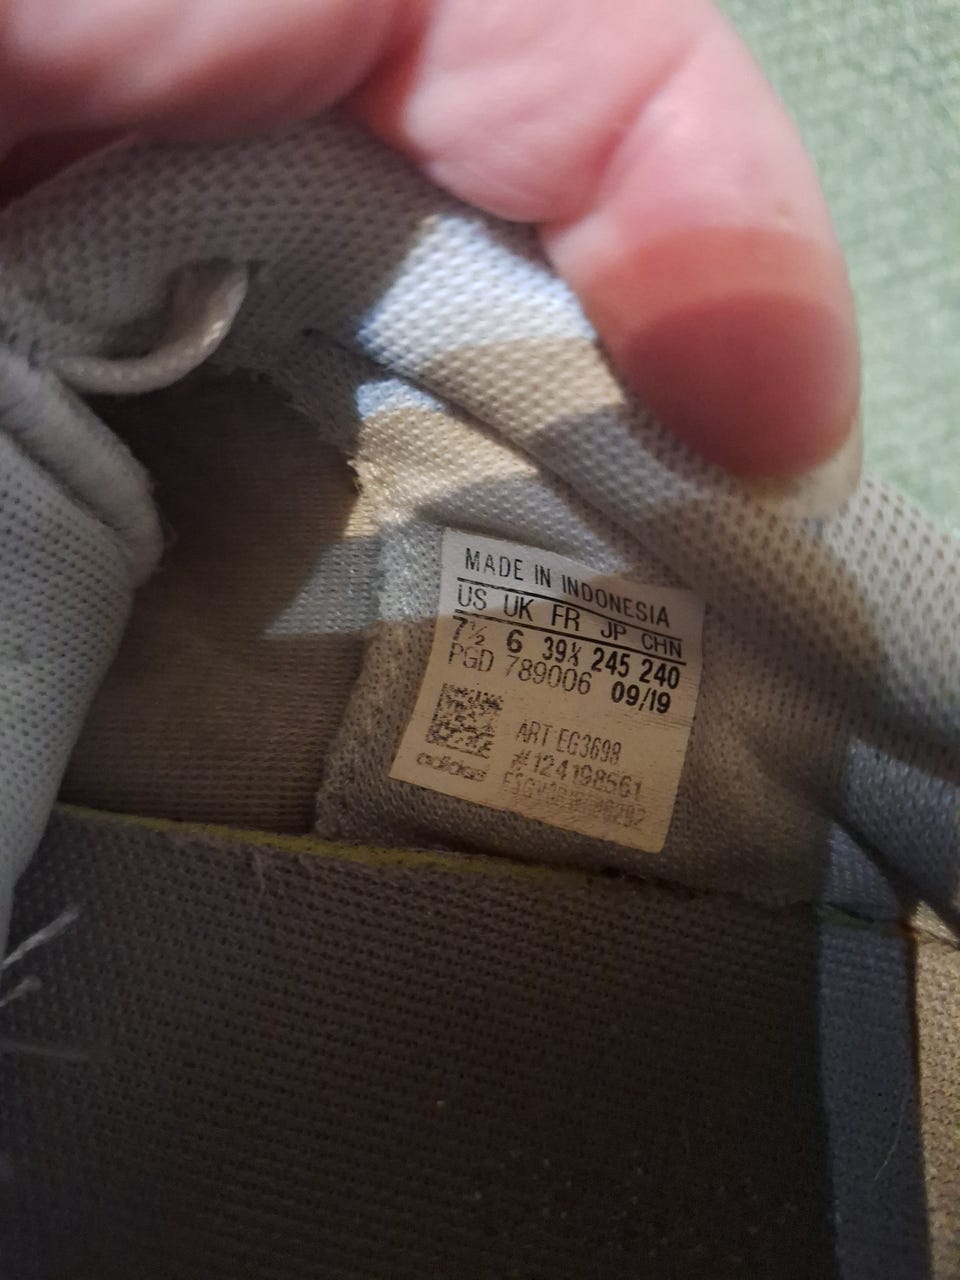 MADE IN INDONESIA
US UK FR JP CHN
7½ 6 39⅓ 245 240
PGD 789006 09/19
ART EG3698
#124198561
adidas